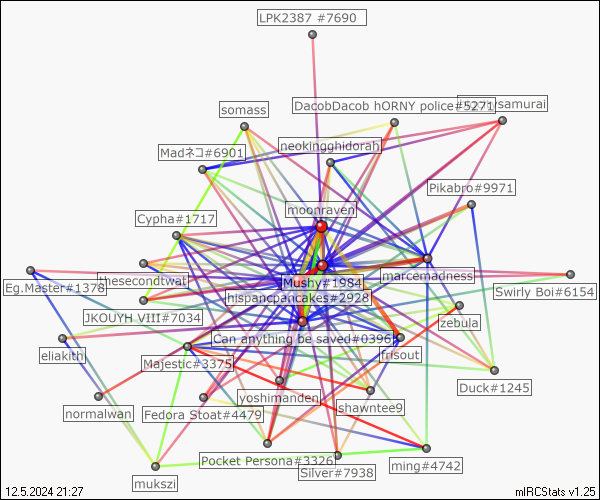 LPK2387 #7690
DacobDacob hORNY police#5271
samurai
somass
neokingghidorah
Madネコ#6901
Pikabro#9971
moonraven
Cypha#1717
thesecondtwat
marcemadness
Mushy#1984
Eg.Master#1378
Swirly Boi#6154
hispancpancakes#2928
JKOUYH VIII#7034
zebula
Can anything be saved#0396
eliakith
Majestic#3375
frisout
Duck#1245
yoshimanden
shawntee9
normalwan
Fedora Stoat#4479
Pocket Persona#3326
ming#4742
Silver#7938
mukszi
12.5.2024 21:27
mIRCStats v1.25